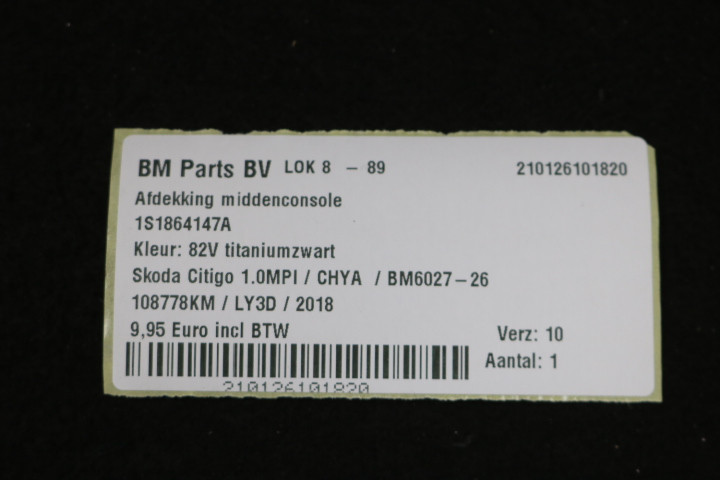 BM Parts BV LOK 8 – 89 210126101820
Afdekking middenconsole
1S1864147A
Kleur: 82V titaniumzwart
Skoda Citigo 1.0MPI / CHYA / BM6027–26
108778KM / LY3D / 2018
9,95 Euro incl BTW Verz: 10
Aantal: 1
210126101820